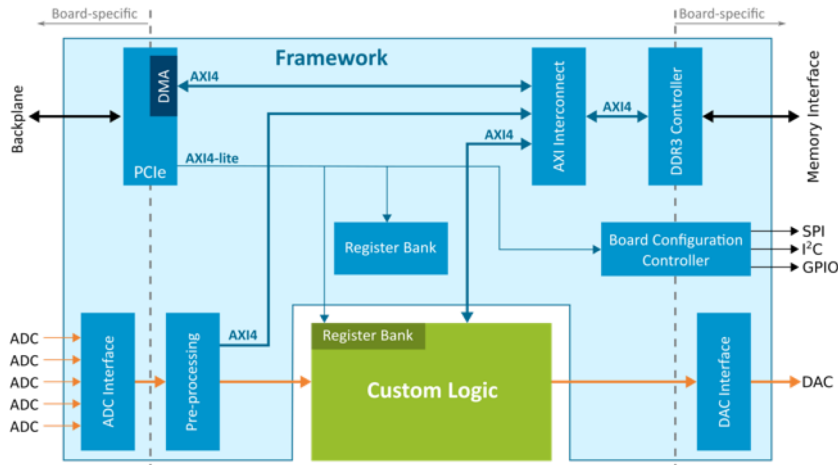 Board-specific
Board-specific
Framework
Backplane
DMA
PCIe
AXI4
AXI Interconnect
AXI4
DDR3 Controller
Memory Interface
AXI4
AXI4-lite
Register Bank
Board Configuration
Controller
SPI
I²C
GPIO
ADC
ADC
ADC
ADC
ADC
ADC Interface
Pre-processing
AXI4
Register Bank
Custom Logic
DAC Interface
DAC